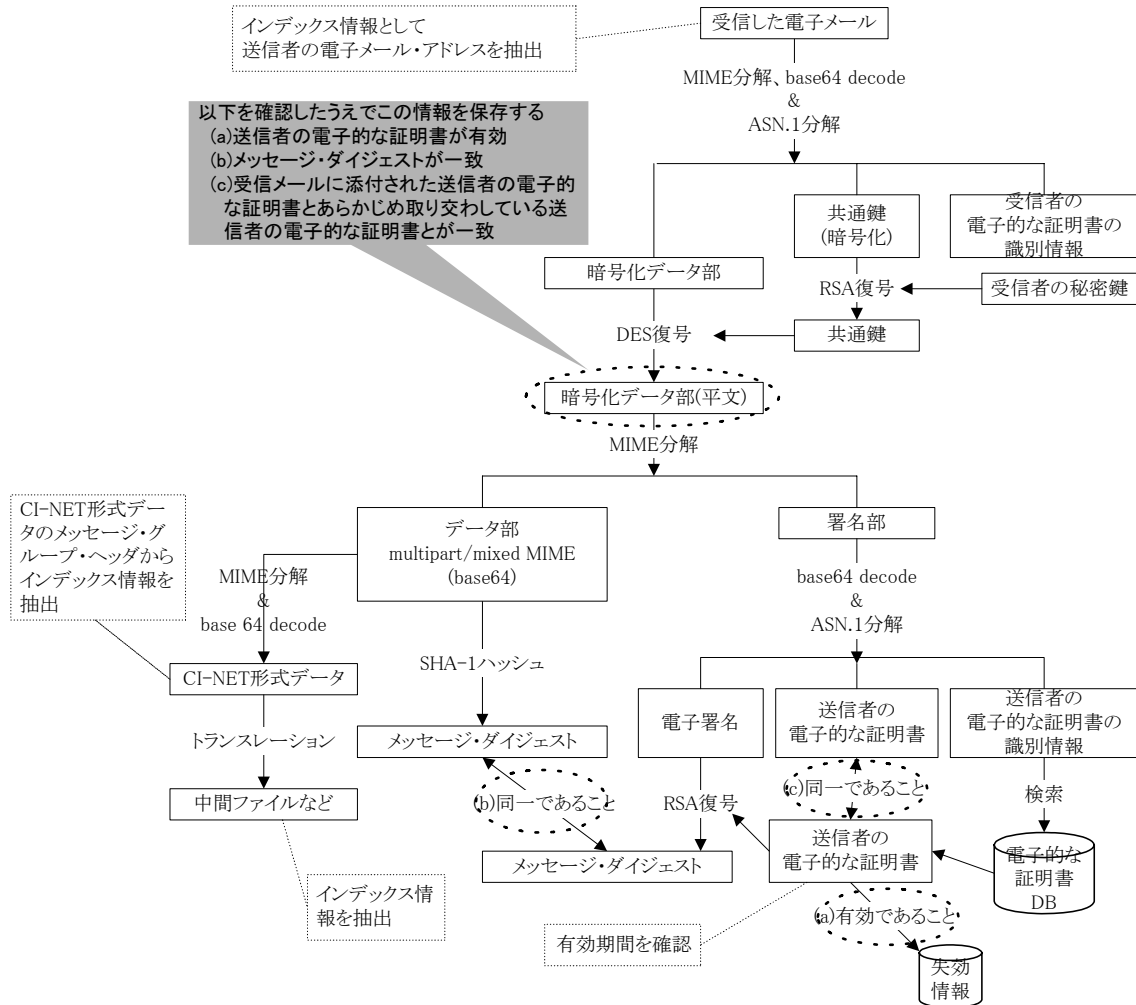 インデックス情報として
送信者の電子メール・アドレスを抽出
受信した電子メール
MIME分解、base64 decode
&
ASN.1分解
以下を確認したうえでこの情報を保存する
(a)送信者の電子的な証明書が有効
(b)メッセージ・ダイジェストが一致
(c)受信メールに添付された送信者の電子的
な証明書とあらかじめ取り交わしている送
信者の電子的な証明書とが一致
暗号化データ部
共通鍵
(暗号化)
受信者の
電子的な証明書の
識別情報
RSA復号
受信者の秘密鍵
DES復号
共通鍵
暗号化データ部(平文)
MIME分解
CI-NET形式デー
タのメッセージ・グ
ループ・ヘッダから
インデックス情報を
抽出
データ部
multipart/mixed MIME
(base64)
署名部
MIME分解
&
base 64 decode
base64 decode
&
ASN.1分解
SHA-1ハッシュ
CI-NET形式データ
電子署名
送信者の
電子的な証明書
送信者の
電子的な証明書の
識別情報
トランスレーション
メッセージ・ダイジェスト
中間ファイルなど
(b)同一であること
RSA復号
(c)同一であること
検索
メッセージ・ダイジェスト
送信者の
電子的な証明書
電子的な
証明書
DB
インデックス情
報を抽出
有効期間を確認
(a)有効であること
失効
情報